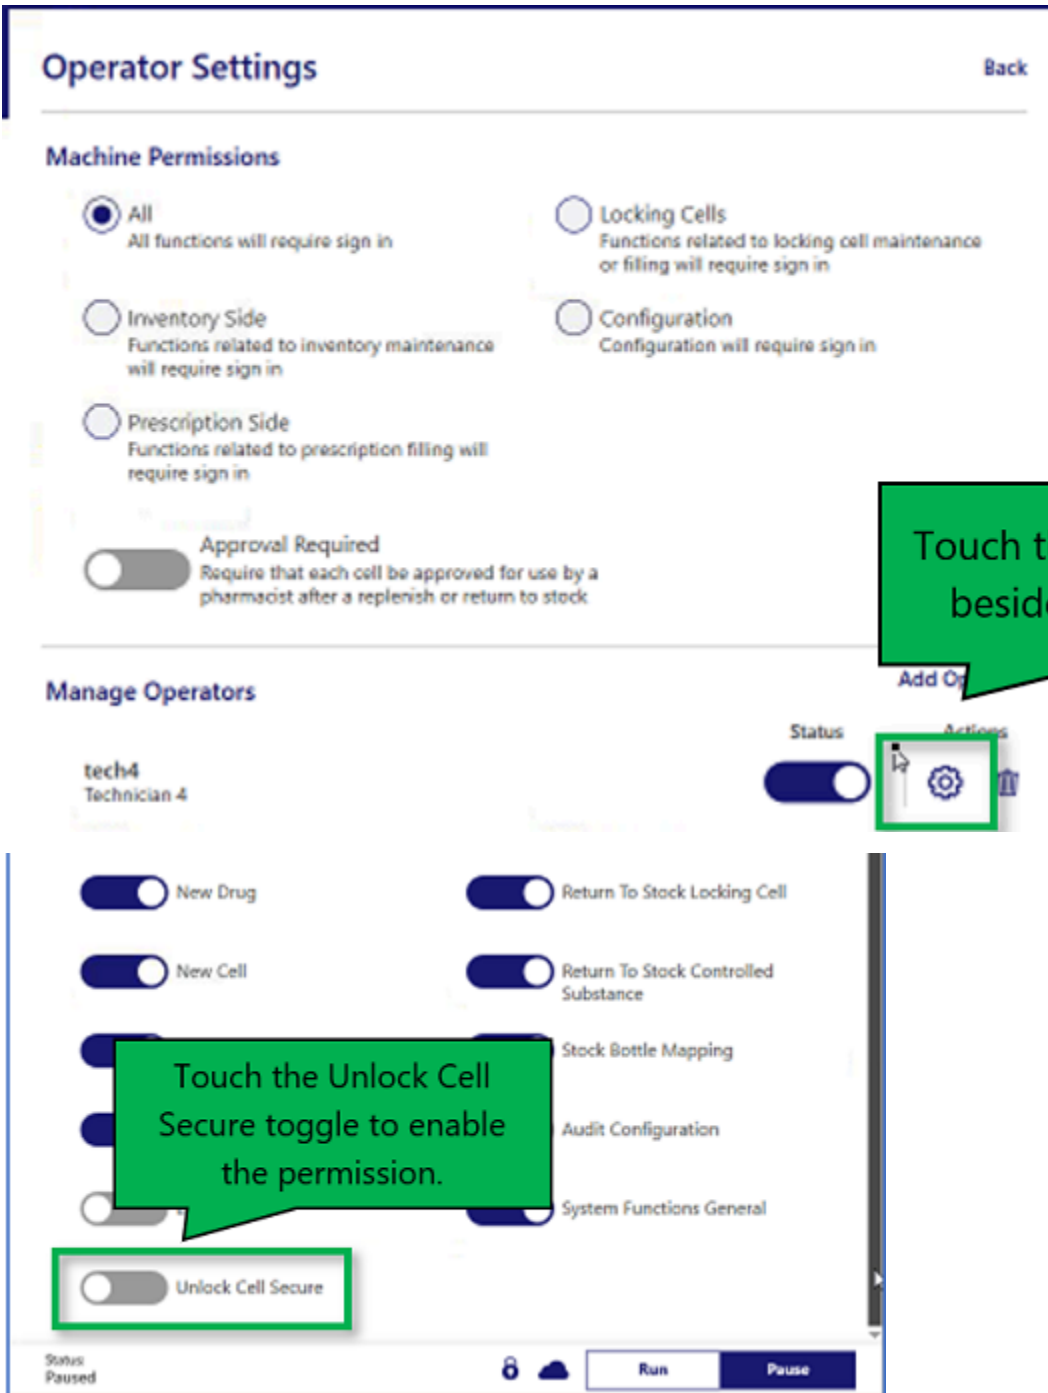 Operator Settings
Back
Machine Permissions
All
All functions will require sign in
Locking Cells
Functions related to locking cell maintenance
or filling will require sign in
Inventory Side
Functions related to inventory maintenance
will require sign in
Configuration
Configuration will require sign in
Prescription Side
Functions related to prescription filling will
require sign in
Approval Required
Require that each cell be approved for use by a
pharmacist after a replenish or return to stock
Touch t
besid
Manage Operators
Add Op
Status
Actions
tech4
Technician 4
New Drug
Return To Stock Locking Cell
New Cell
Return To Stock Controlled
Substance
Stock Bottle Mapping
Touch the Unlock Cell
Secure toggle to enable
the permission.
Audit Configuration
System Functions General
Unlock Cell Secure
Status:
Paused
Run
Pause